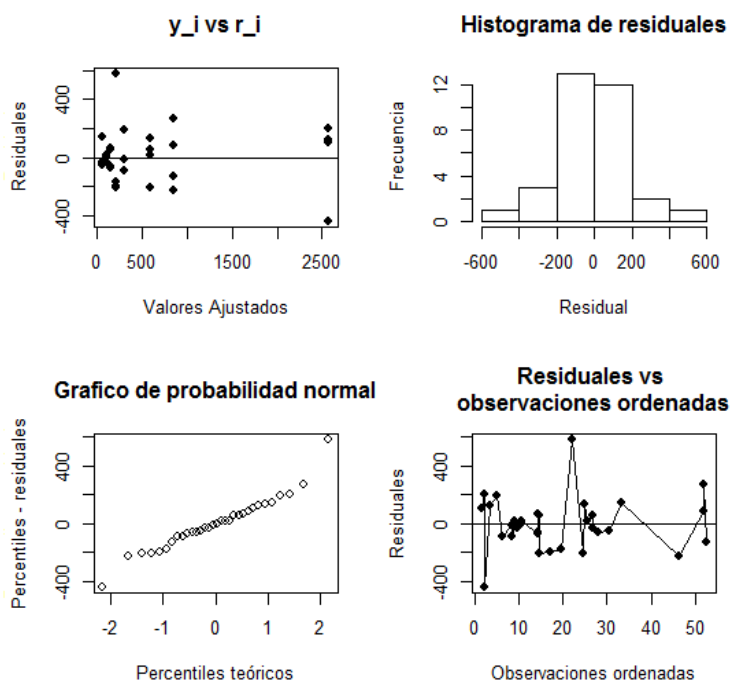 y_i vs r_i
Residuales
400
0
-400
0
500
1500
2500
Valores Ajustados
Histograma de residuales
Frecuencia
12
8
4
0
-600
-200
0
200
600
Residual
Grafico de probabilidad normal
Percentiles - residuales
400
0
-400
-2
-1
0
1
2
Percentiles teóricos
Residuales vs
observaciones ordenadas
Residuales
400
0
-400
0
10
20
30
40
50
Observaciones ordenadas